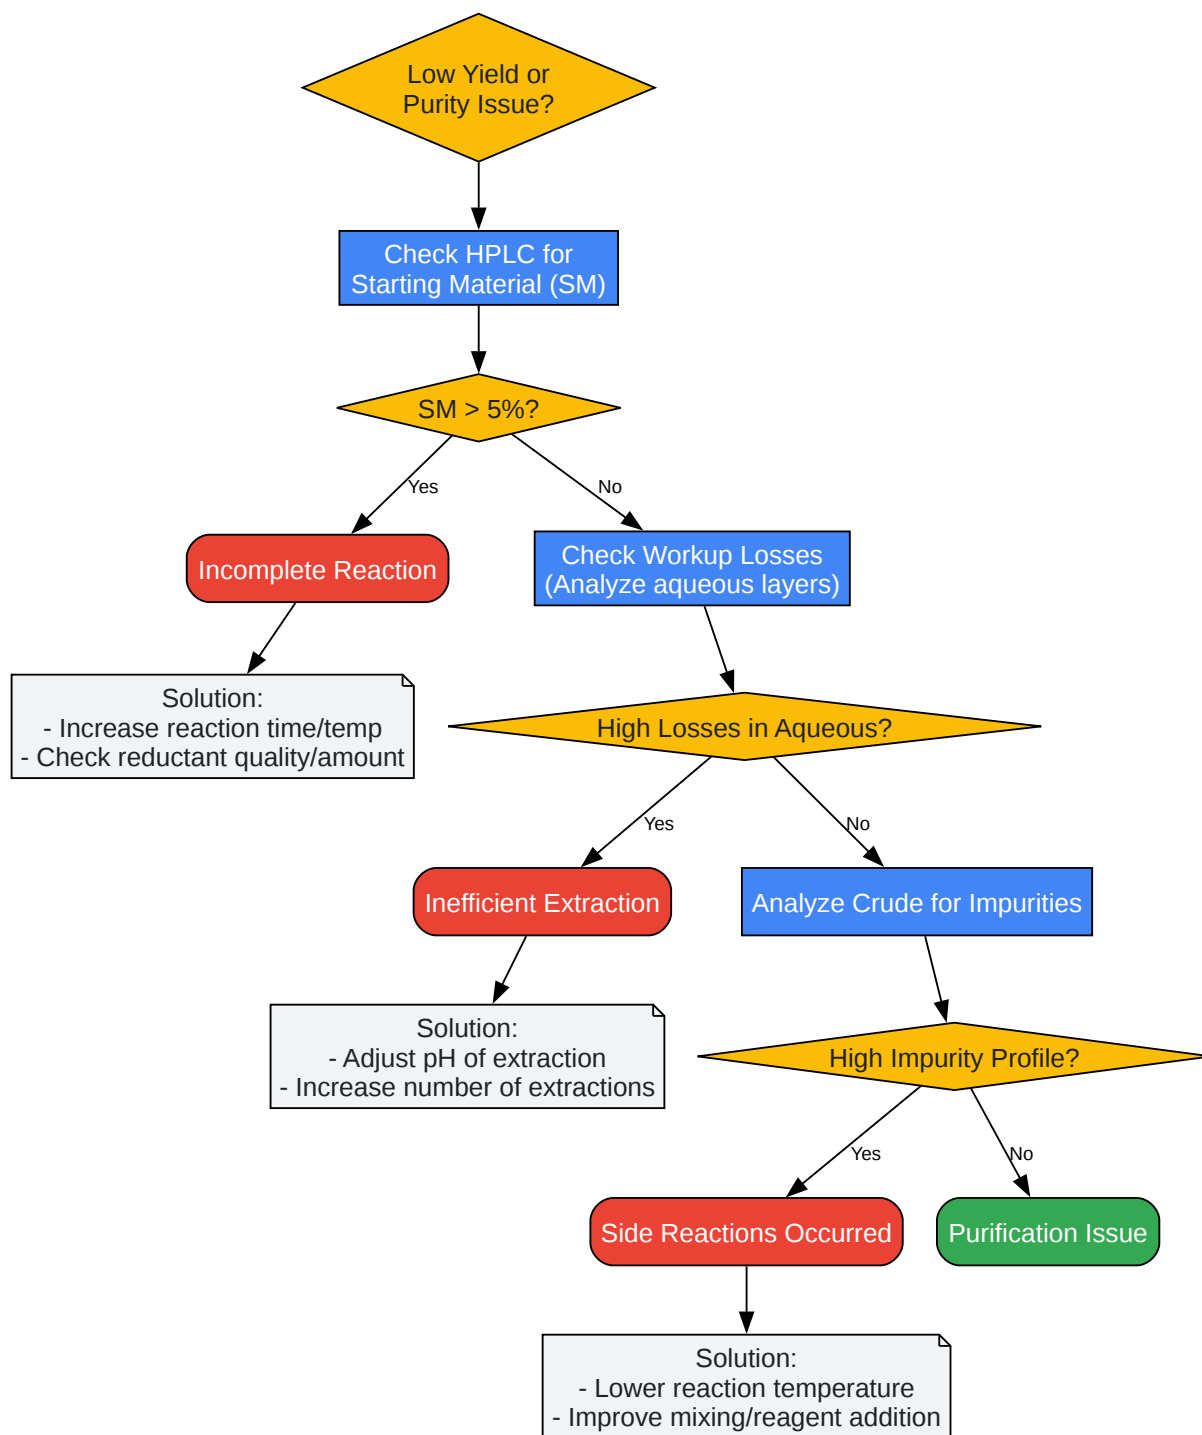 Low Yield or
Purity Issue?
Check HPLC for
Starting Material (SM)
SM > 5%?
Yes
No
Incomplete Reaction
Check Workup Losses
(Analyze aqueous layers)
Solution:
- Increase reaction time/temp
- Check reductant quality/amount
High Losses in Aqueous?
Yes
No
Inefficient Extraction
Analyze Crude for Impurities
Solution:
- Adjust pH of extraction
- Increase number of extractions
High Impurity Profile?
Yes
No
Side Reactions Occurred
Purification Issue
Solution:
- Lower reaction temperature
- Improve mixing/reagent addition